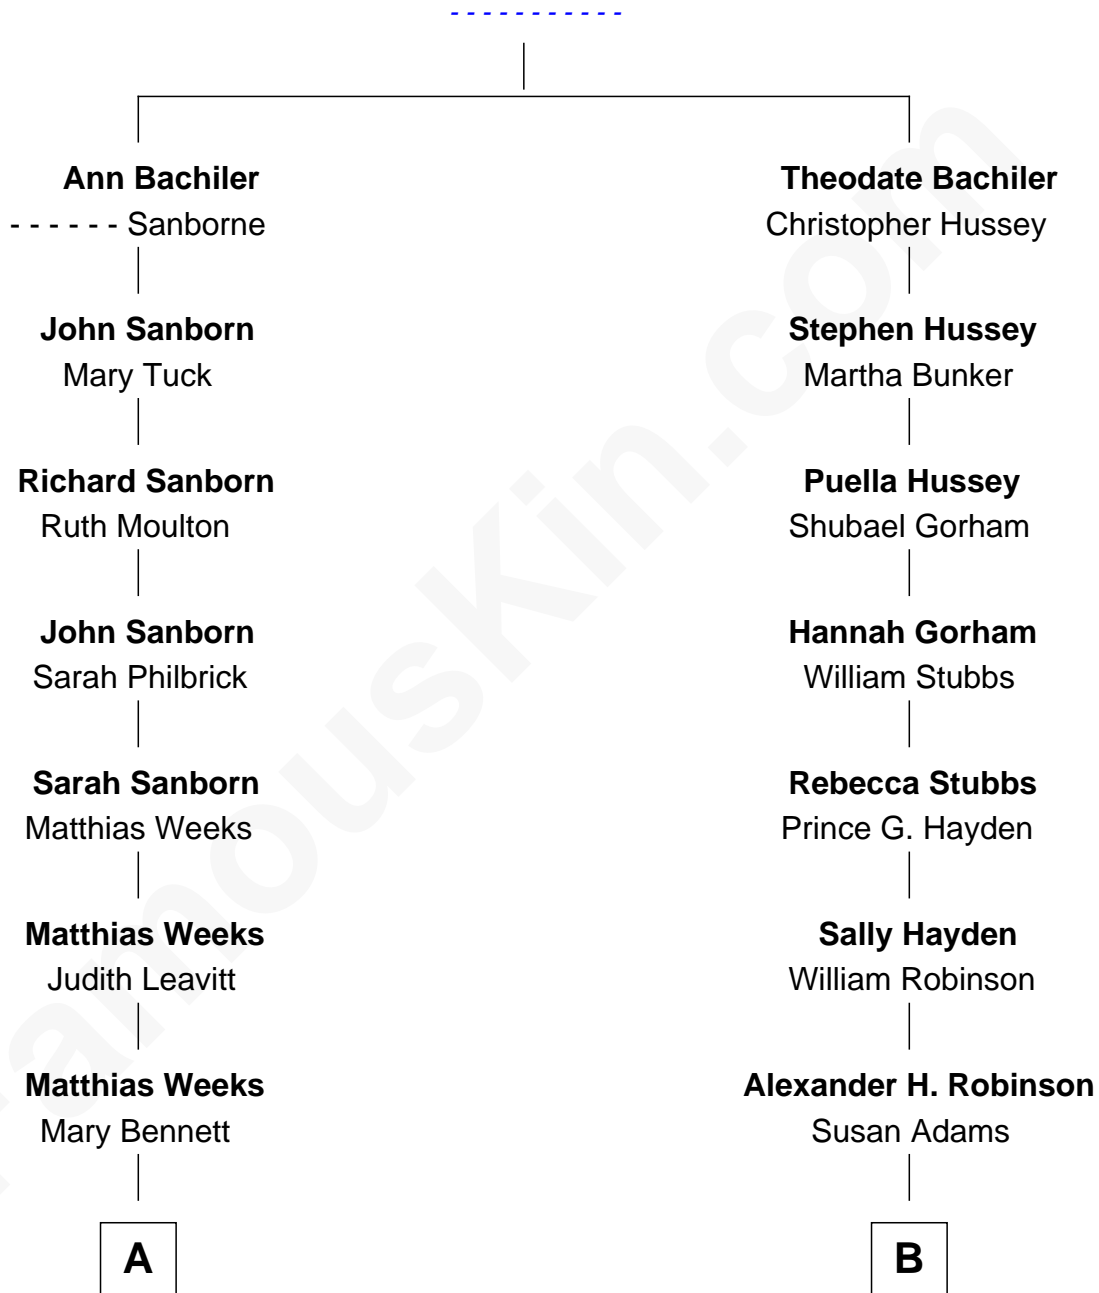 - - - - - - - - - - -
Ann Bachiler
- - - - - - Sanborne
John Sanborn
Mary Tuck
Richard Sanborn
Ruth Moulton
John Sanborn
Sarah Philbrick
Sarah Sanborn
Matthias Weeks
Matthias Weeks
Judith Leavitt
Matthias Weeks
Mary Bennett
A
Theodate Bachiler
Christopher Hussey
Stephen Hussey
Martha Bunker
Puella Hussey
Shubael Gorham
Hannah Gorham
William Stubbs
Rebecca Stubbs
Prince G. Hayden
Sally Hayden
William Robinson
Alexander H. Robinson
Susan Adams
B
FamousKin.com